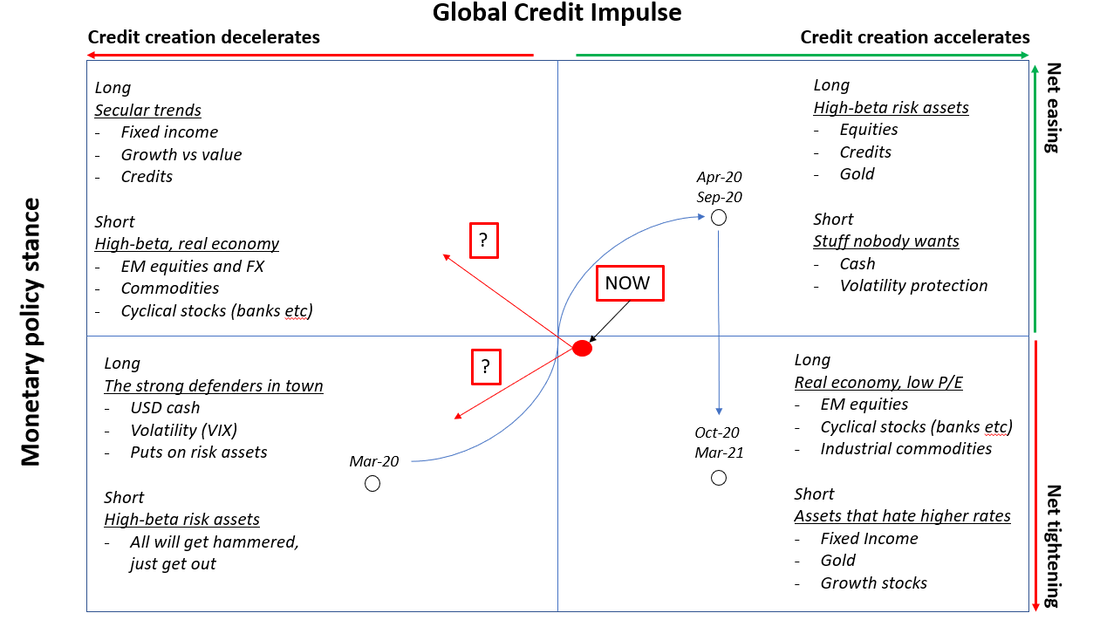 Global Credit Impulse
Credit creation decelerates
Credit creation accelerates
Monetary policy stance
Net easing
Net tightening
Long
Secular trends
- Fixed income
- Growth vs value
- Credits
Short
High-beta, real economy
- EM equities and FX
- Commodities
- Cyclical stocks (banks etc)
Long
High-beta risk assets
- Equities
- Credits
- Gold
Short
Stuff nobody wants
- Cash
- Volatility protection
Apr-20
Sep-20
?
NOW
?
Long
The strong defenders in town
- USD cash
- Volatility (VIX)
- Puts on risk assets
Short
High-beta risk assets
- All will get hammered,
just get out
Mar-20
Oct-20
Mar-21
Long
Real economy, low P/E
- EM equities
- Cyclical stocks (banks etc)
- Industrial commodities
Short
Assets that hate higher rates
- Fixed Income
- Gold
- Growth stocks